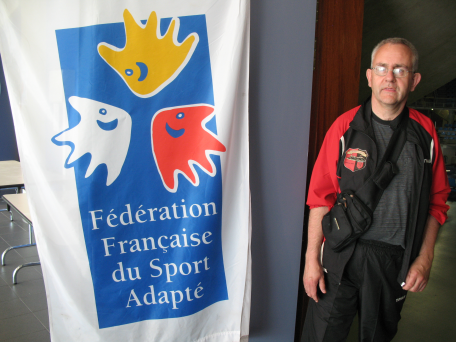 Fédération
Française
du Sport
Adapté